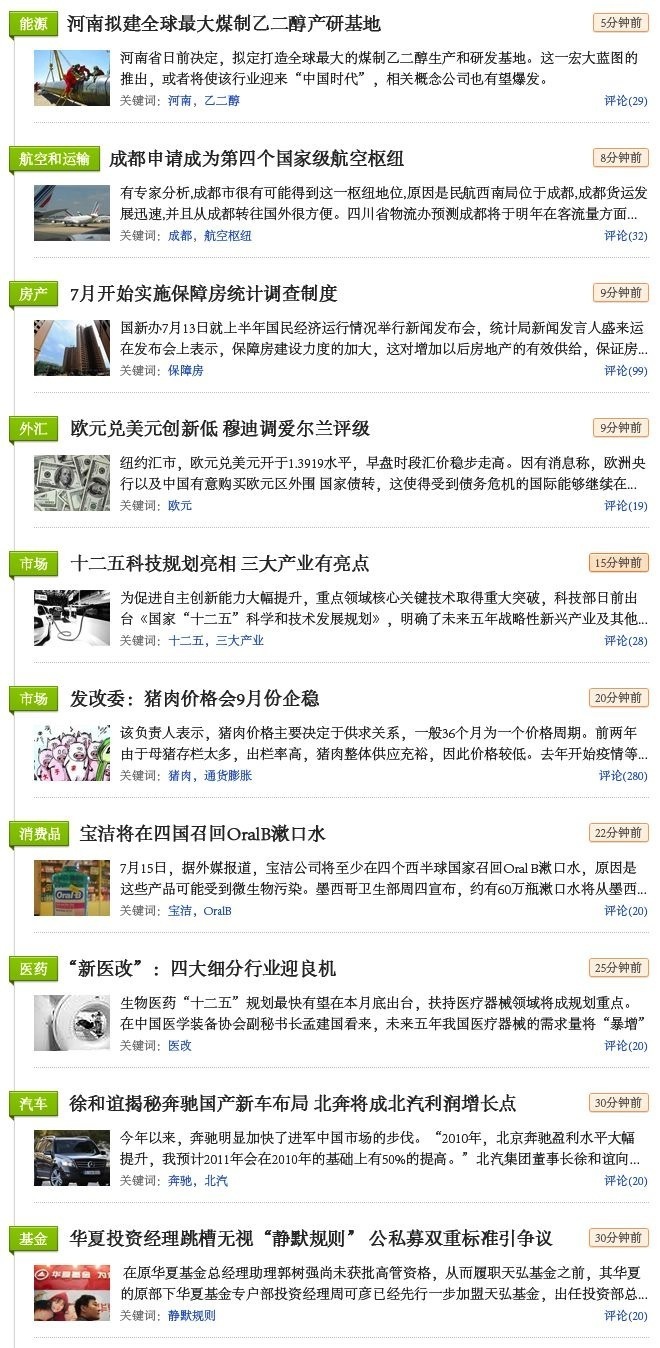 能源 河南拟建全球最大煤制乙二醇产研基地 5分钟前
河南省日前决定，拟定打造全球最大的煤制乙二醇生产和研发基地。这一宏大蓝图的
推出，或者将使该行业迎来“中国时代”，相关概念公司也有望爆发。
关键词：河南，乙二醇 评论(29)
航空和运输 成都申请成为第四个国家级航空枢纽 8分钟前
有专家分析,成都市很有可能得到这一枢纽地位,原因是民航西南局位于成都,成都货运发
展迅速,并且从成都转往国外很方便。四川省物流办预测成都将于明年在客流量方面...
关键词：成都，航空枢纽 评论(32)
房产 7月开始实施保障房统计调查制度 9分钟前
国新办7月13日就上半年国民经济运行情况举行新闻发布会，统计局新闻发言人盛来运
在发布会上表示，保障房建设力度的加大，这对增加以后房地产的有效供给，保证房...
关键词：保障房 评论(99)
外汇 欧元兑美元创新低 穆迪调爱尔兰评级 9分钟前
纽约汇市，欧元兑美元开于1.3919水平，早盘时段汇价稳步走高。因有消息称，欧洲央
行以及中国有意购买欧元区外围 国家债转，这使得受到债务危机的国际能够继续在...
关键词：欧元 评论(19)
市场 十二五科技规划亮相 三大产业有亮点 15分钟前
为促进自主创新能力大幅提升，重点领域核心关键技术取得重大突破，科技部日前出
台《国家“十二五”科学和技术发展规划》，明确了未来五年战略性新兴产业及其他...
关键词：十二五，三大产业 评论(28)
市场 发改委：猪肉价格会9月份企稳 20分钟前
该负责人表示，猪肉价格主要决定于供求关系，一般36个月为一个价格周期。前两年
由于母猪存栏太多，出栏率高，猪肉整体供应充裕，因此价格较低。去年开始疫情等...
关键词：猪肉，通货膨胀 评论(280)
消费品 宝洁将在四国召回OralB漱口水 22分钟前
7月15日，据外媒报道，宝洁公司将至少在四个西半球国家召回Oral B漱口水，原因是
这些产品可能受到微生物污染。墨西哥卫生部周四宣布，约有60万瓶漱口水将从墨西...
Oral-B
关键词：宝洁，OralB 评论(20)
医药 “新医改”：四大细分行业迎良机 25分钟前
生物医药“十二五”规划最快有望在本月底出台，扶持医疗器械领域将成规划重点。
在中国医学装备协会副秘书长孟建国看来，未来五年我国医疗器械的需求量将“暴增”
关键词：医改 评论(20)
汽车 徐和谊揭秘奔驰国产新车布局 北奔将成北汽利润增长点 30分钟前
今年以来，奔驰明显加快了进军中国市场的步伐。“2010年，北京奔驰盈利水平大幅
提升，我预计2011年会在2010年的基础上有50%的提高。”北汽集团董事长徐和谊向...
关键词：奔驰，北汽 评论(20)
基金 华夏投资经理跳槽无视“静默规则” 公私募双重标准引争议 30分钟前
华夏基金
在原华夏基金总经理助理郭树强尚未获批高管资格，从而履职天弘基金之前，其华夏
的原部下华夏基金专户部投资经理周可彦已经先行一步加盟天弘基金，出任投资部总...
关键词：静默规则 评论(20)